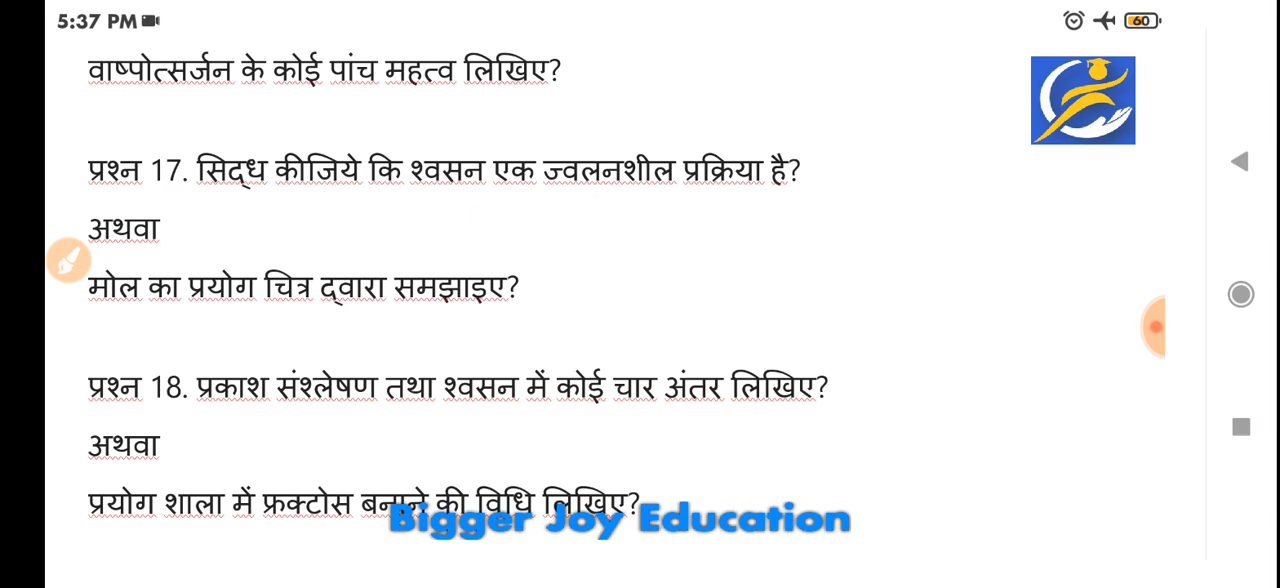 5:37 PM
60
वाष्पोत्सर्जन के कोई पांच महत्व लिखिए?
प्रश्न 17. सिद्ध कीजिये कि श्वसन एक ज्वलनशील प्रक्रिया है?
अथवा
मोल का प्रयोग चित्र द्वारा समझाइए?
प्रश्न 18. प्रकाश संश्लेषण तथा श्वसन में कोई चार अंतर लिखिए?
अथवा
प्रयोग शाला में फ्रक्टोस बनाने की विधि लिखिए?
Bigger Joy Education